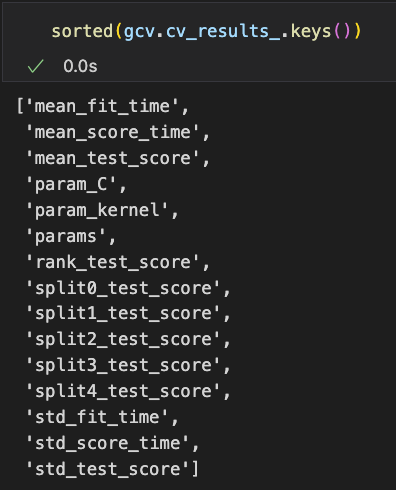 sorted(gcv.cv_results_.keys())
✓ 0.0s
['mean_fit_time',
'mean_score_time',
'mean_test_score',
'param_C',
'param_kernel',
'params',
'rank_test_score',
'split0_test_score',
'split1_test_score',
'split2_test_score',
'split3_test_score',
'split4_test_score',
'std_fit_time',
'std_score_time',
'std_test_score']